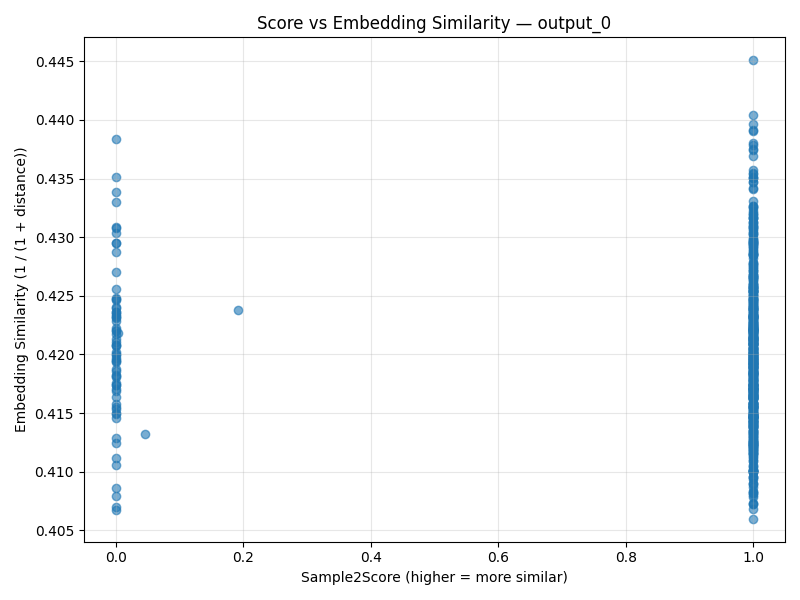 Score vs Embedding Similarity — output_0
Embedding Similarity (1 / (1 + distance))
0.445
0.440
0.435
0.430
0.425
0.420
0.415
0.410
0.405
0.0 0.2 0.4 0.6 0.8 1.0
Sample2Score (higher = more similar)